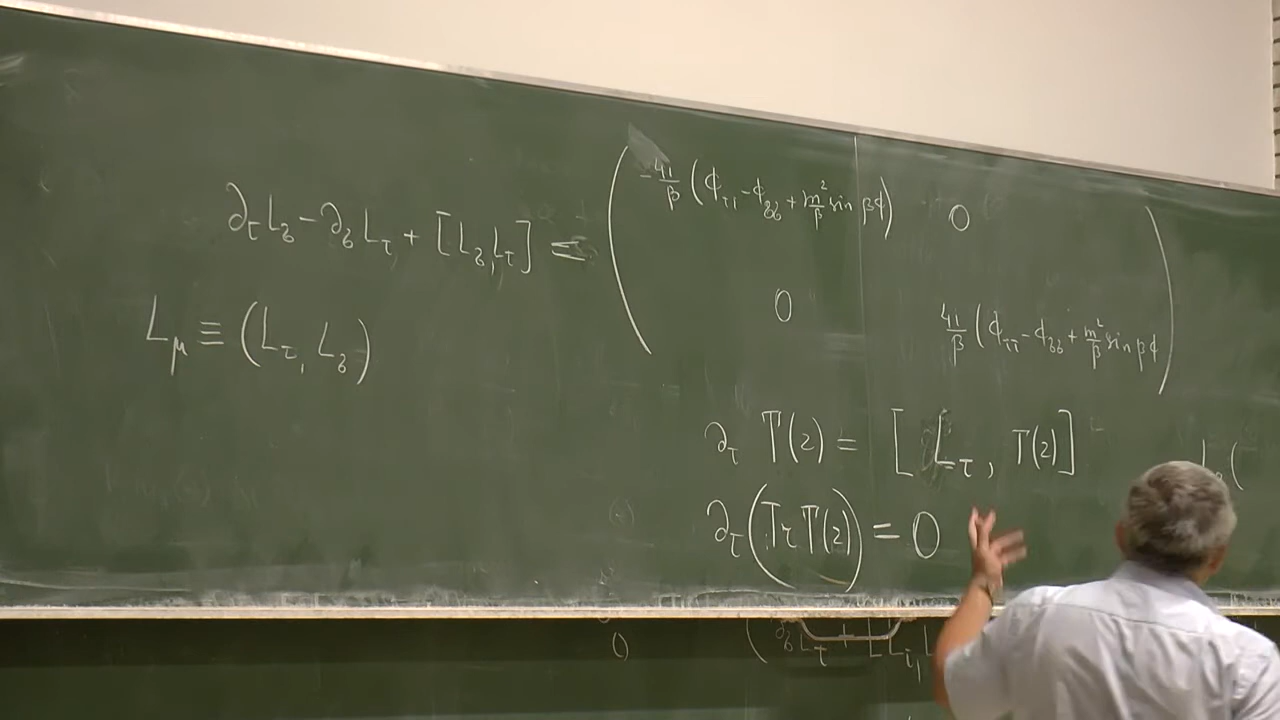 ∂_τ L_σ - ∂_σ L_τ + [L_σ, L_τ] = ( -4i/β (ϕ_ττ - ϕ_σσ + m²/β sin βϕ) 0
0 4i/β (ϕ_ττ - ϕ_σσ + m²/β sin βϕ )
L_μ ≡ (L_τ, L_σ)
∂_τ T(z) = [ L_τ, T(z)]
∂_τ (Tr T(z)) = 0